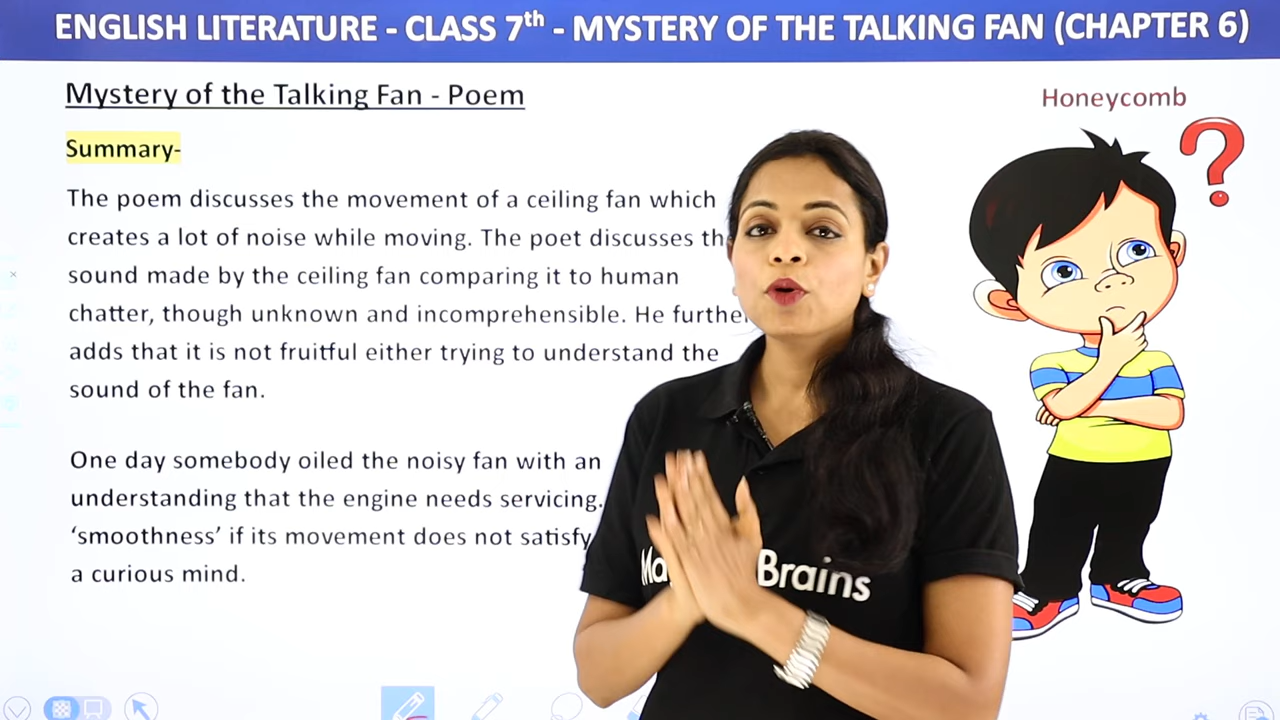 ENGLISH LITERATURE - CLASS 7th - MYSTERY OF THE TALKING FAN (CHAPTER 6)
Mystery of the Talking Fan - Poem
Honeycomb
Summary-
?
The poem discusses the movement of a ceiling fan which
creates a lot of noise while moving. The poet discusses th
sound made by the ceiling fan comparing it to human
chatter, though unknown and incomprehensible. He further
adds that it is not fruitful either trying to understand the
sound of the fan.
One day somebody oiled the noisy fan with an
understanding that the engine needs servicing.
‘smoothness’ if its movement does not satisfy
a curious mind.
Ma Brains